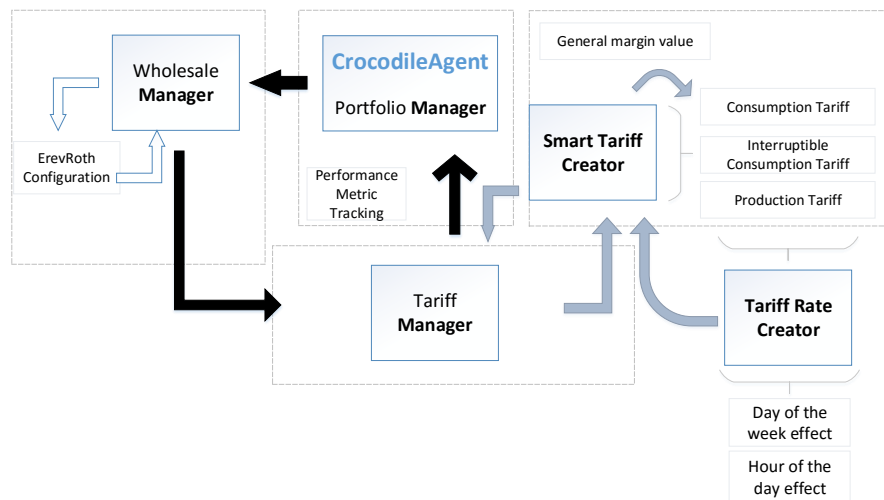 Wholesale
Manager
ErevRoth
Configuration
CrocodileAgent
Portfolio Manager
Performance
Metric
Tracking
General margin value
Smart Tariff
Creator
Consumption Tariff
Interruptible
Consumption Tariff
Production Tariff
Tariff
Manager
Tariff Rate
Creator
Day of the
week effect
Hour of the
day effect